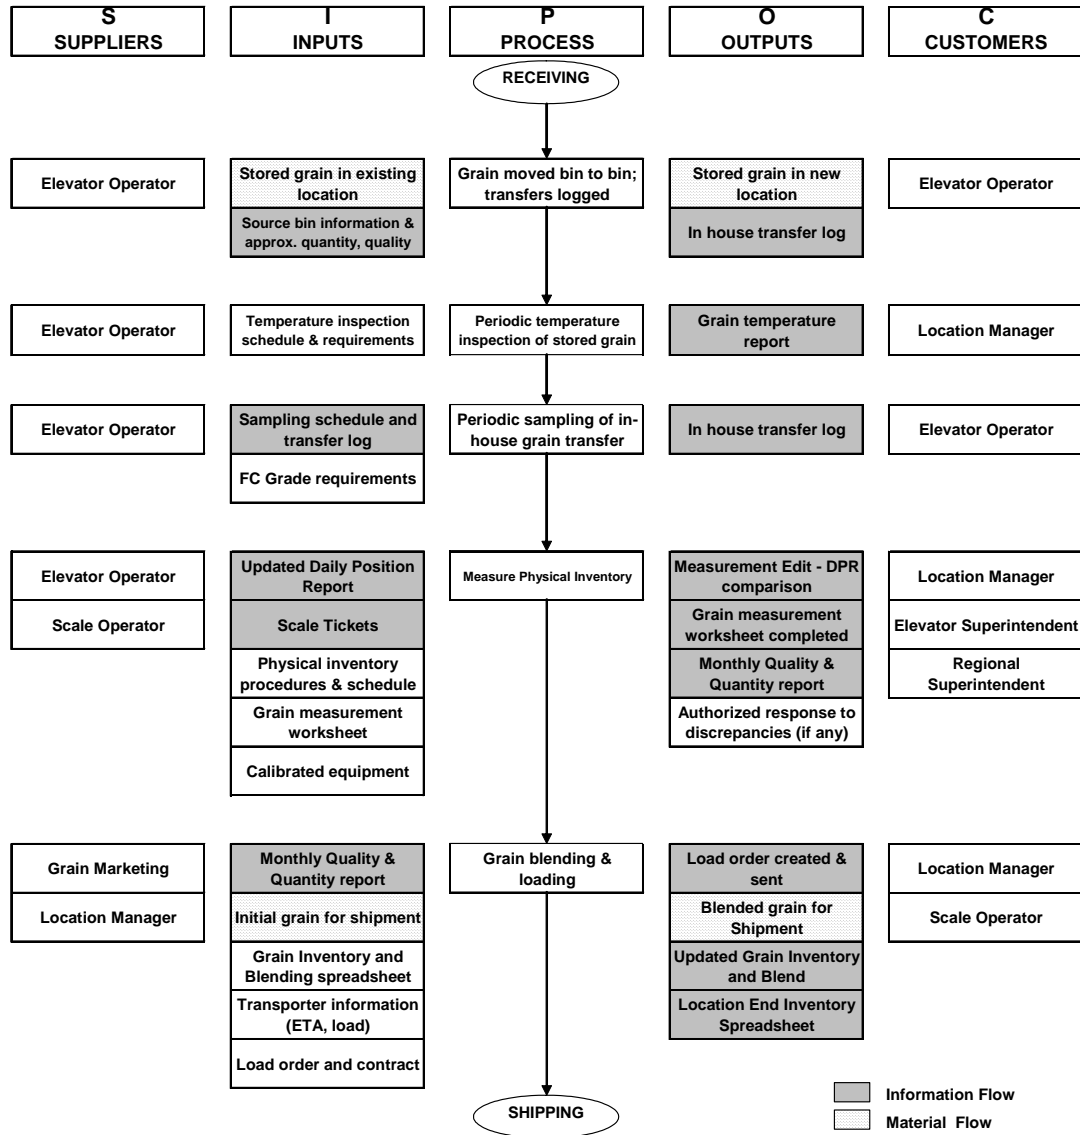 S
SUPPLIERS
I
INPUTS
P
PROCESS
O
OUTPUTS
C
CUSTOMERS
RECEIVING
Elevator Operator
Stored grain in existing
location
Source bin information &
approx. quantity, quality
Grain moved bin to bin;
transfers logged
Stored grain in new
location
In house transfer log
Elevator Operator
Elevator Operator
Temperature inspection
schedule & requirements
Periodic temperature
inspection of stored grain
Grain temperature
report
Location Manager
Elevator Operator
Sampling schedule and
transfer log
FC Grade requirements
Periodic sampling of in-
house grain transfer
In house transfer log
Elevator Operator
Elevator Operator
Scale Operator
Updated Daily Position
Report
Scale Tickets
Physical inventory
procedures & schedule
Grain measurement
worksheet
Calibrated equipment
Measure Physical Inventory
Measurement Edit - DPR
comparison
Grain measurement
worksheet completed
Monthly Quality &
Quantity report
Authorized response to
discrepancies (if any)
Location Manager
Elevator Superintendent
Regional
Superintendent
Grain Marketing
Location Manager
Monthly Quality &
Quantity report
Initial grain for shipment
Grain Inventory and
Blending spreadsheet
Transporter information
(ETA, load)
Load order and contract
Grain blending &
loading
Load order created &
sent
Blended grain for
Shipment
Updated Grain Inventory
and Blend
Location End Inventory
Spreadsheet
Location Manager
Scale Operator
SHIPPING
Information Flow
Material Flow